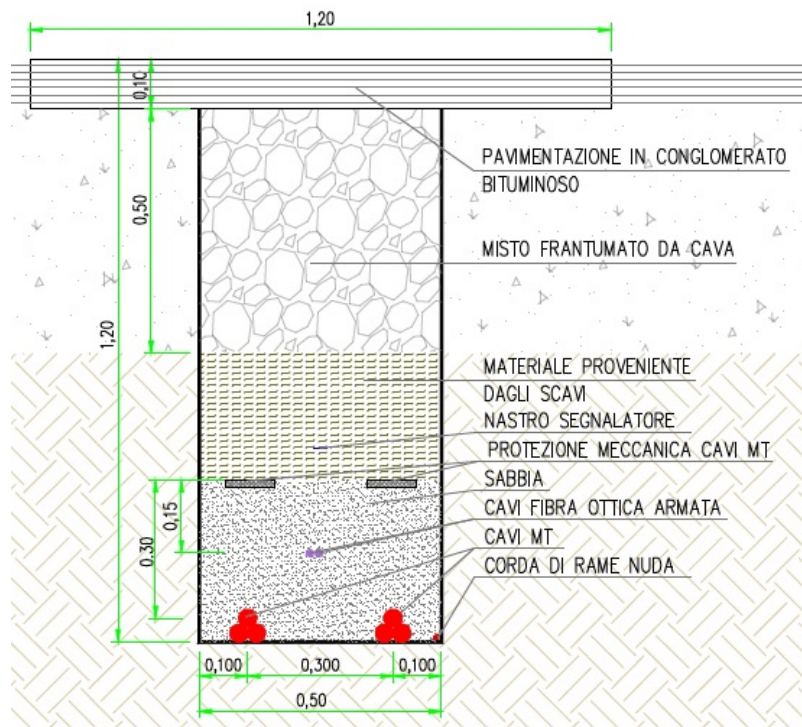 1,20
0,10
PAVIMENTAZIONE IN CONGLOMERATO
BITUMINOSO
0,50
MISTO FRANTUMATO DA CAVA
1,20
MATERIALE PROVENIENTE
DAGLI SCAVI
NASTRO SEGNALATORE
PROTEZIONE MECCANICA CAVI MT
SABBIA
0,15
CAVI FIBRA OTTICA ARMATA
0,30
CAVI MT
CORDA DI RAME NUDA
0,100 0,300 0,100
0,50